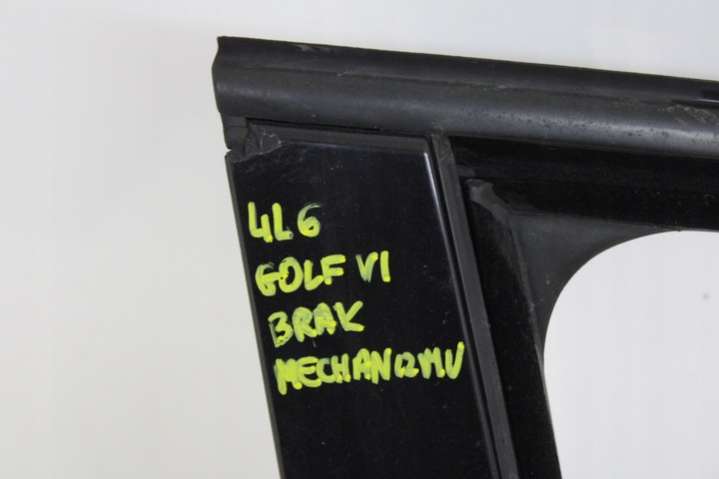 4L6
GOLF VI
BRAK
MECHANIZMU